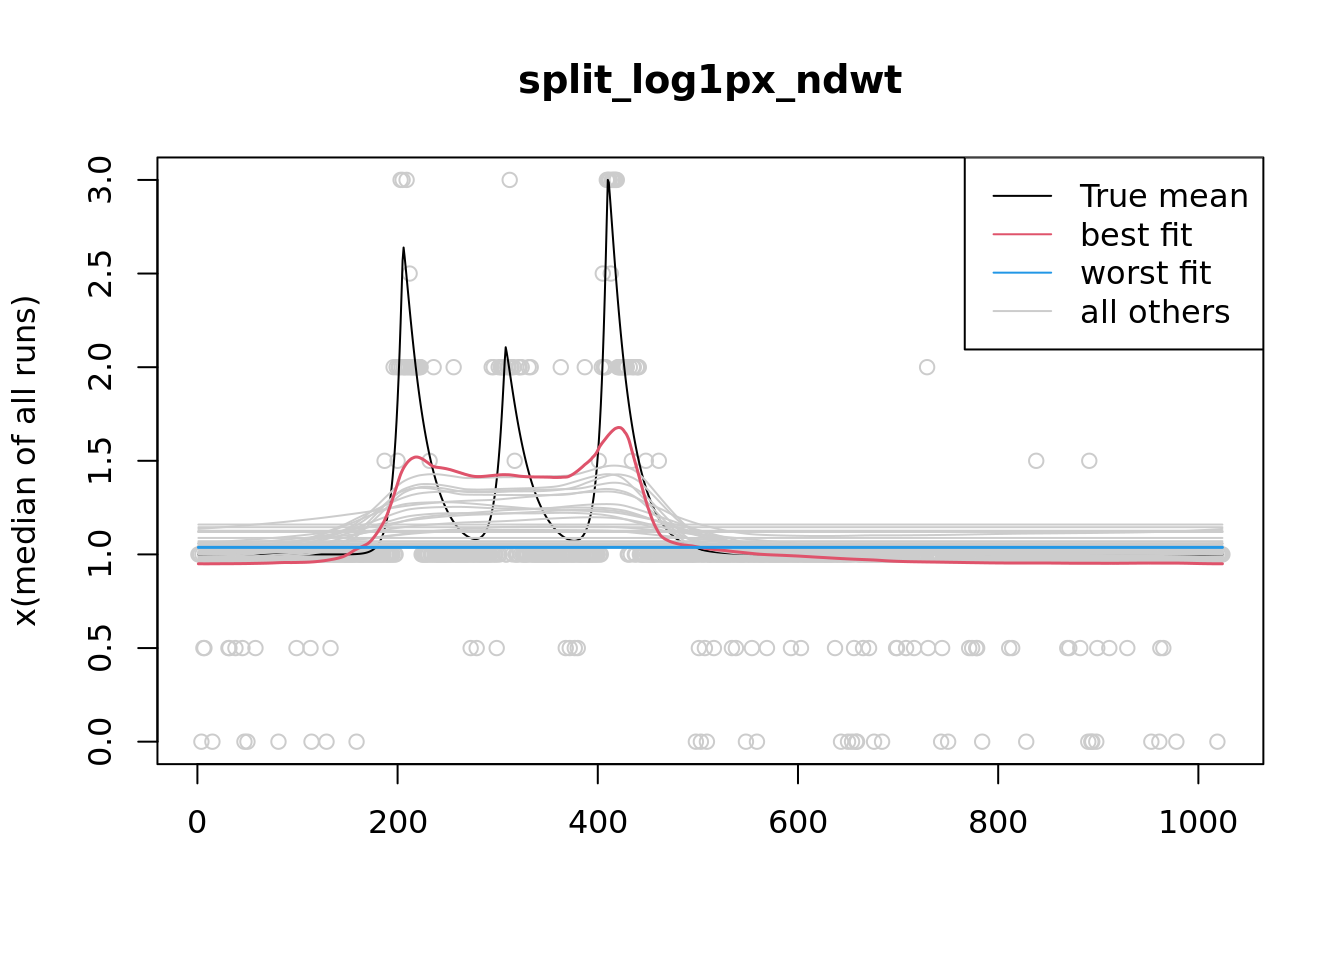 split_log1px_ndwt
x(median of all runs)
3.0
2.5
2.0
1.5
1.0
0.5
0.0
True mean
best fit
worst fit
all others
0 200 400 600 800 1000